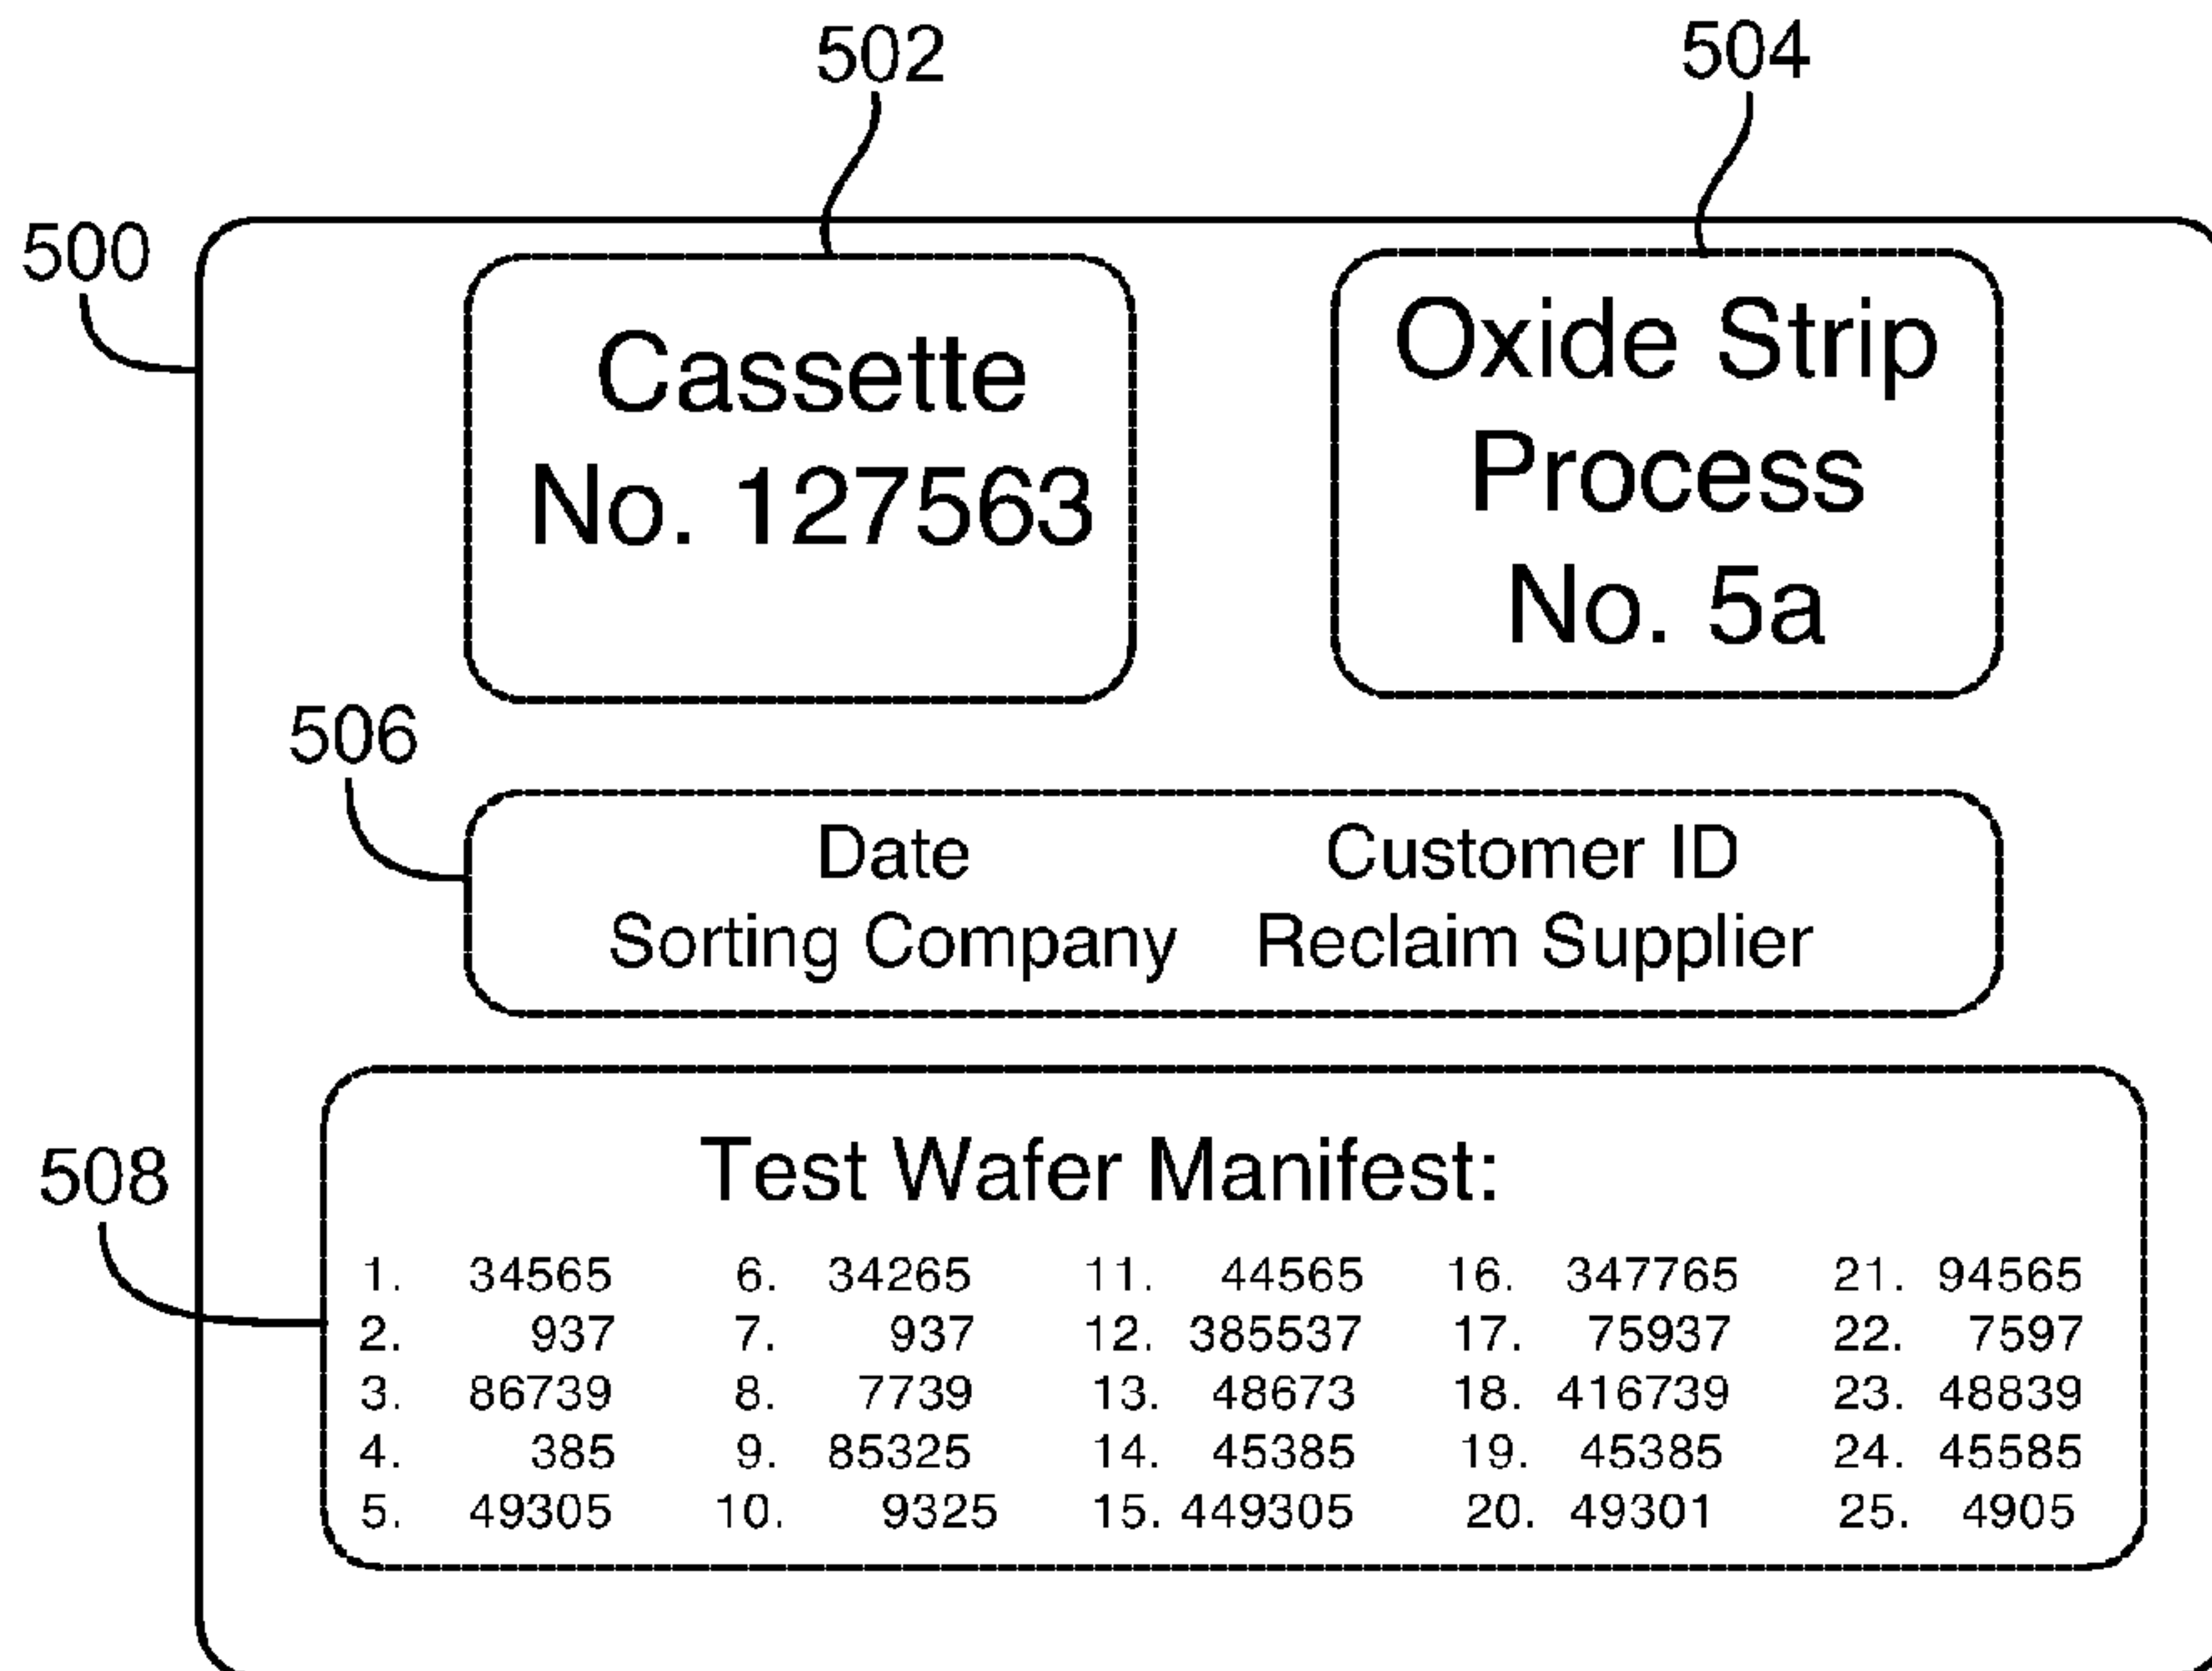 502
504
500
Cassette
No. 127563
Oxide Strip
Process
No. 5a
506
Date Customer ID
Sorting Company Reclaim Supplier
508
Test Wafer Manifest:
1. 34565 6. 34265 11. 44565 16. 347765 21. 94565
2. 937 7. 937 12. 385537 17. 75937 22. 7597
3. 86739 8. 7739 13. 48673 18. 416739 23. 48839
4. 385 9. 85325 14. 45385 19. 45385 24. 45585
5. 49305 10. 9325 15. 449305 20. 49301 25. 4905